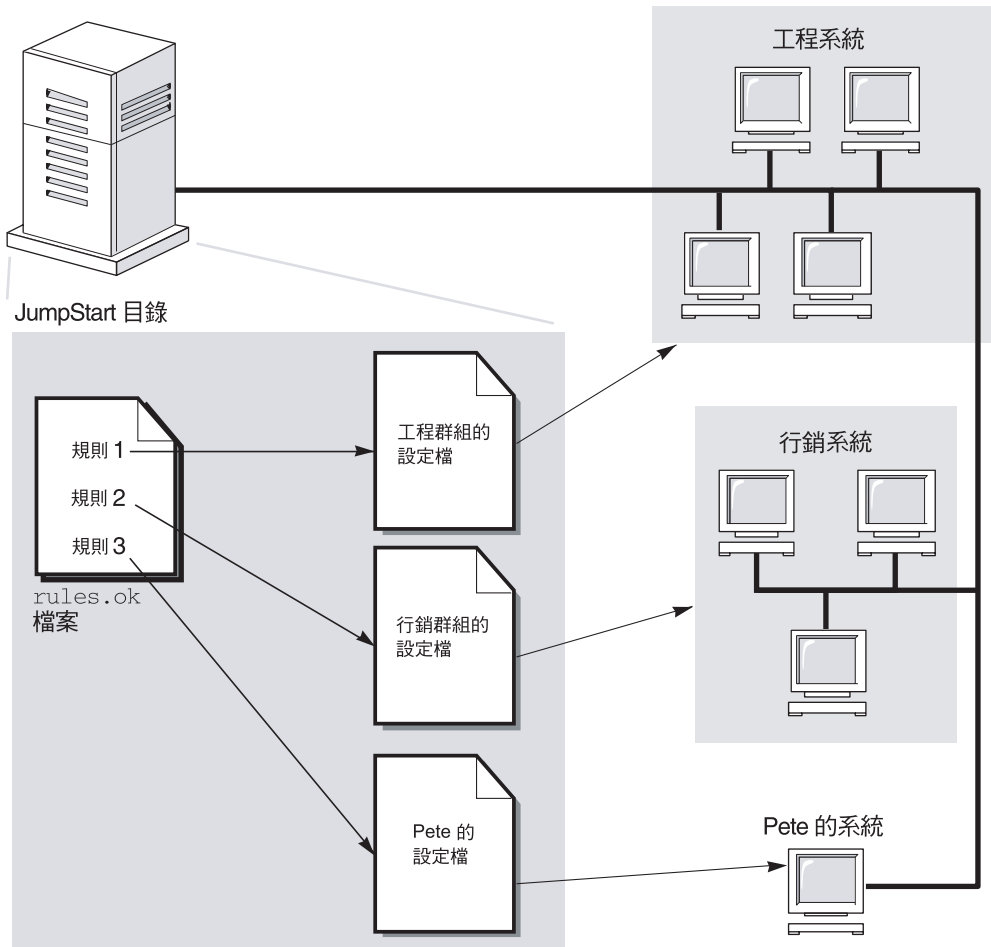 工程系統
JumpStart 目錄
規則 1
規則 2
規則 3
rules.ok
檔案
工程群組的
設定檔
行銷群組的
設定檔
Pete 的
設定檔
行銷系統
Pete 的系統